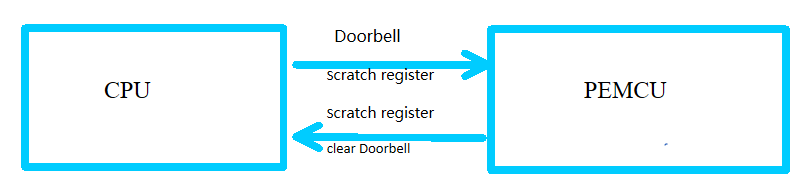 Doorbell
CPU
Scratch register
PEMCU
Scratch register
clear Doorbell